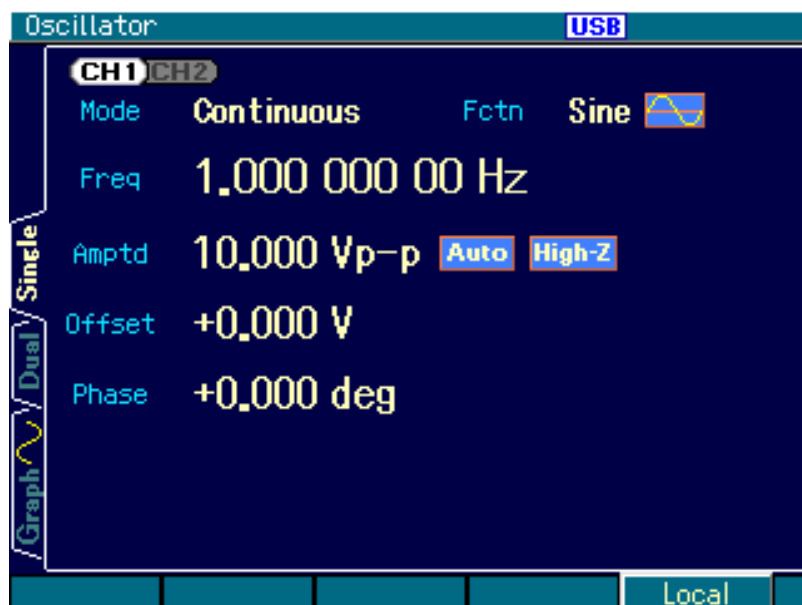 Oscillator USB
CH1 CH2
Mode Continuous Fctn Sine
Freq 1.000 000 00 Hz
Amptd 10.000 Vp-p Auto High-Z
Offset +0.000 V
Phase +0.000 deg
Single
Dual
Graph
Local